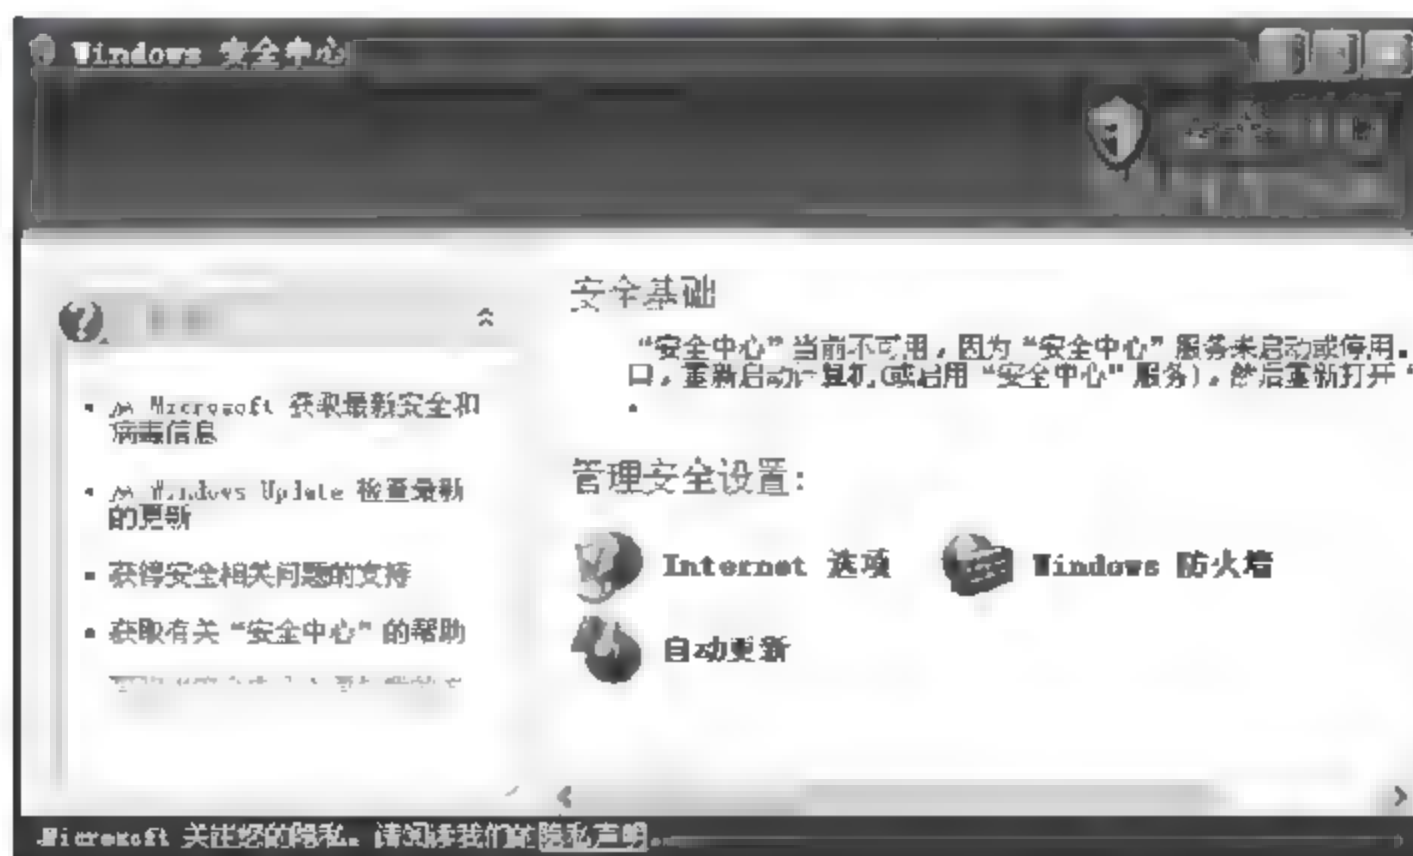 Windows 安全中心
安全基础
“安全中心”当前不可用，因为“安全中心”服务未启动或停用。
口，重新启动计算机(或启用“安全中心”服务)，然后重新打开“
。
从 Microsoft 获取最新安全和
病毒信息
从 Windows Update 检查最新
的更新
获得安全相关问题的支持
获取有关“安全中心”的帮助
管理安全设置:
Internet 选项
Windows 防火墙
自动更新
Microsoft 关注您的隐私。请阅读我们的隐私声明。